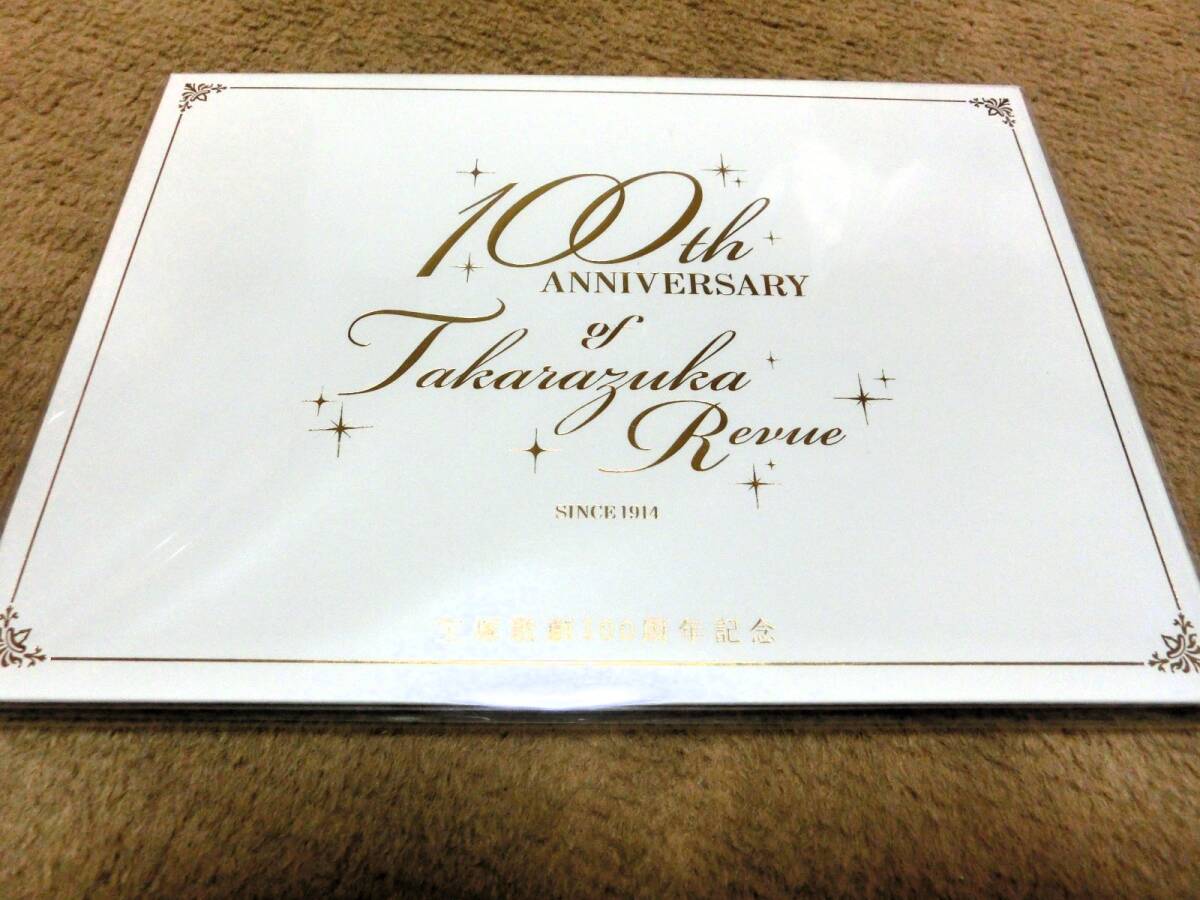 100th
ANNIVERSARY
of
Takarazuka
Revue
SINCE 1914
宝塚歌劇100周年記念